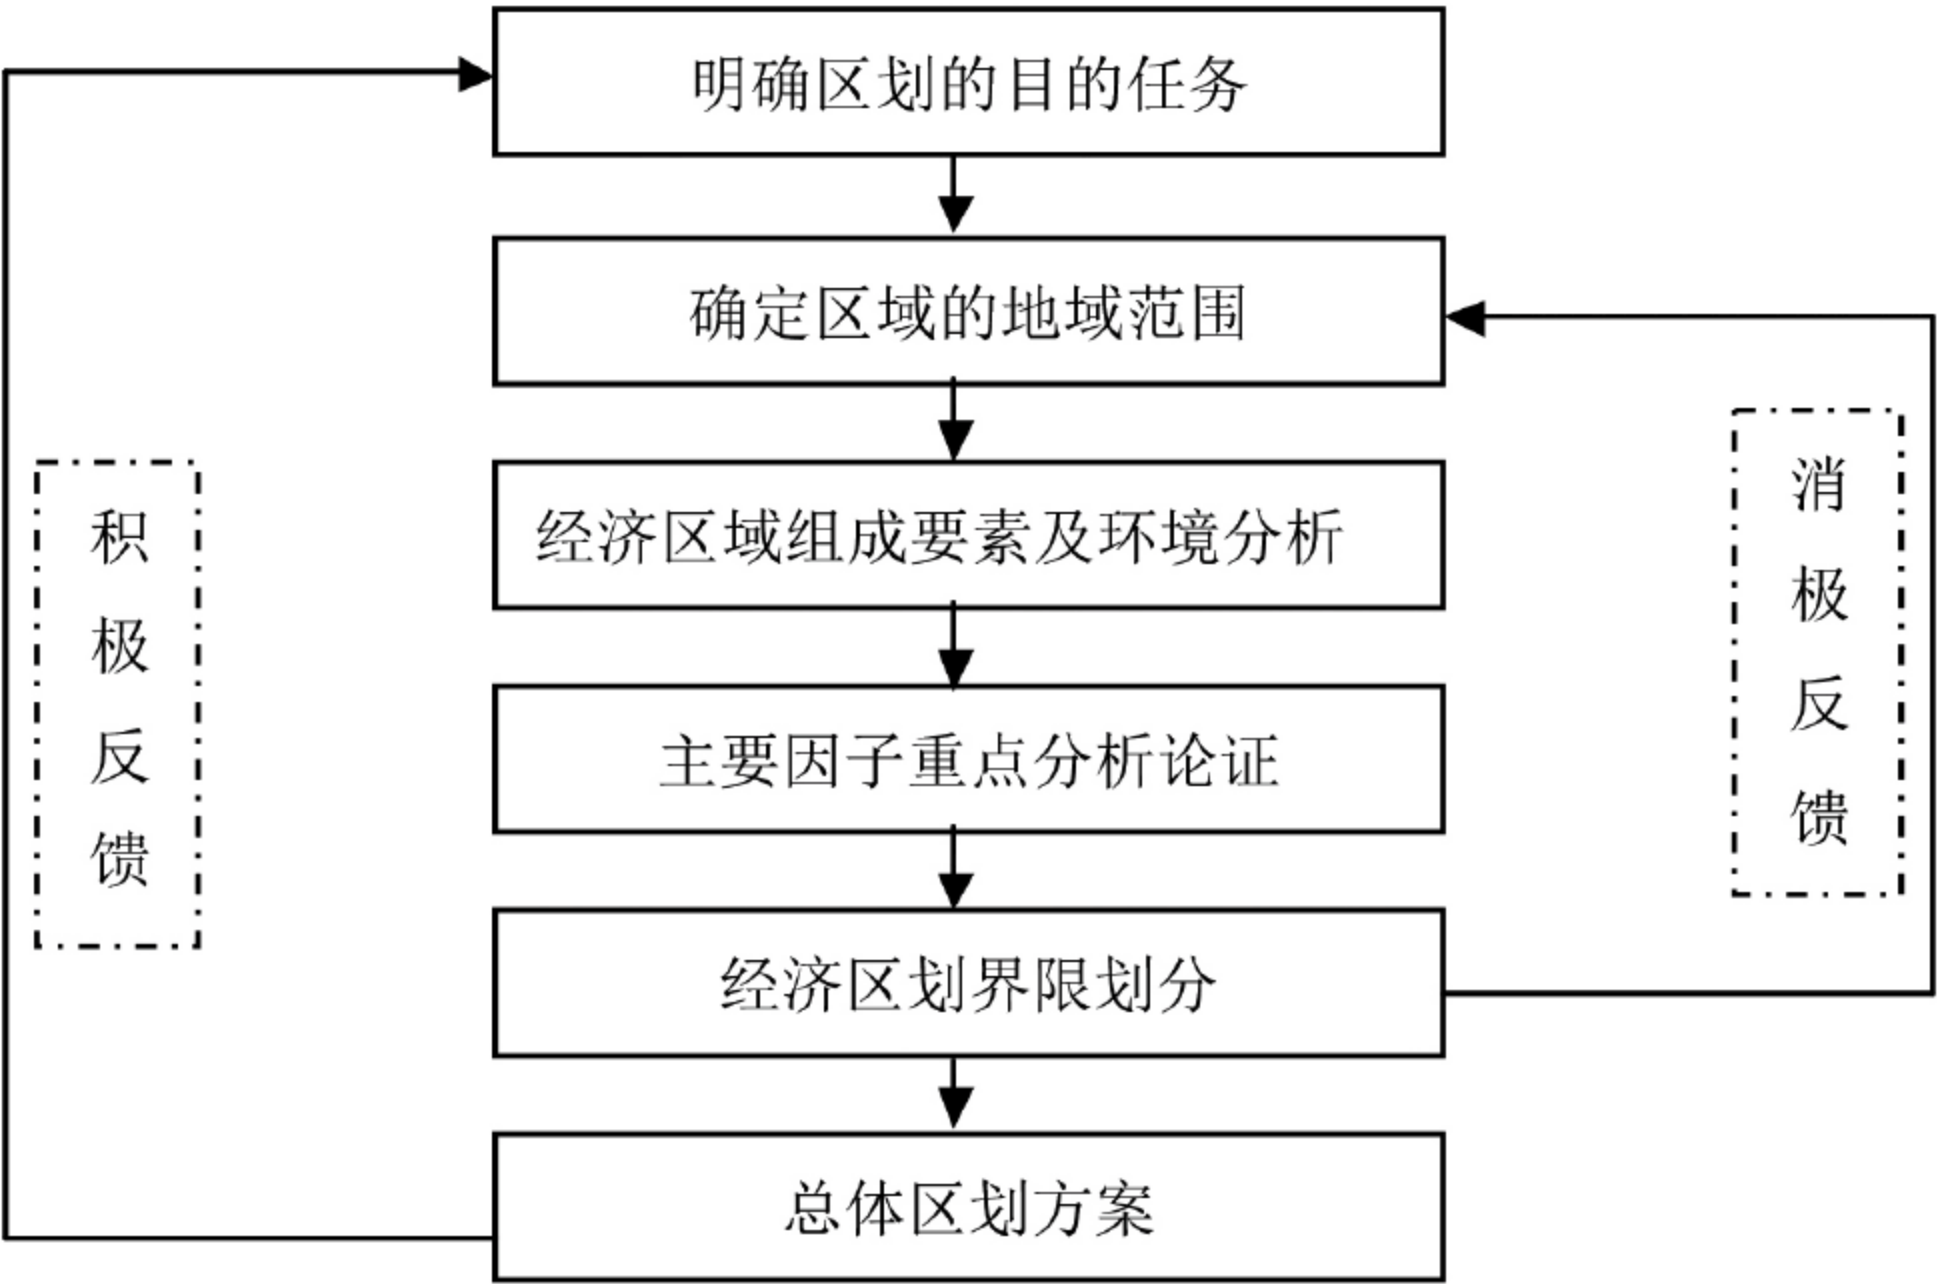 明确区划的目的任务
确定区域的地域范围
经济区域组成要素及环境分析
主要因子重点分析论证
经济区划界限划分
总体区划方案
积极反馈
消极反馈